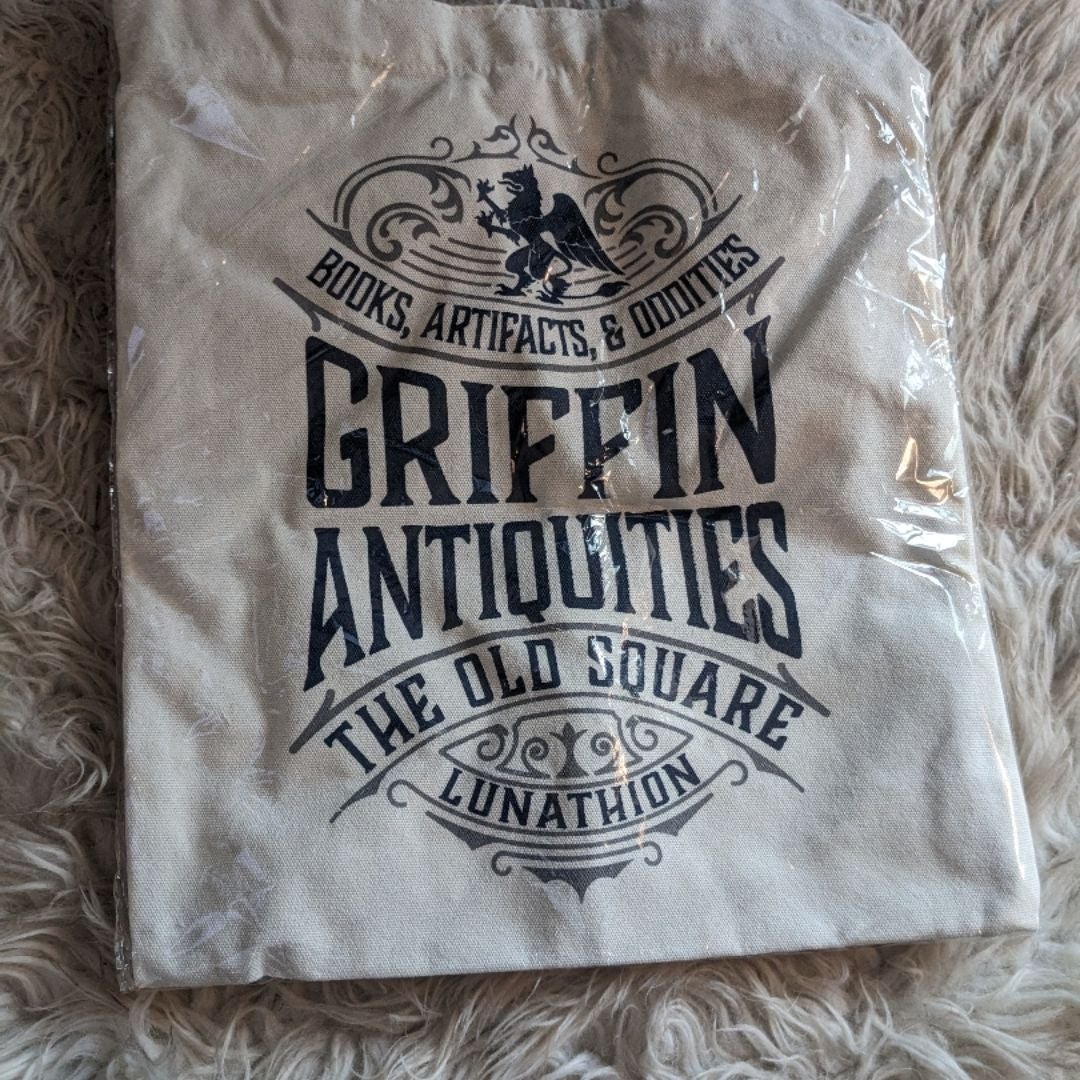 BOOKS, ARTIFACTS, & ODDITIES
GRIFFIN
ANTIQUITIES
THE OLD SQUARE
LUNATHION